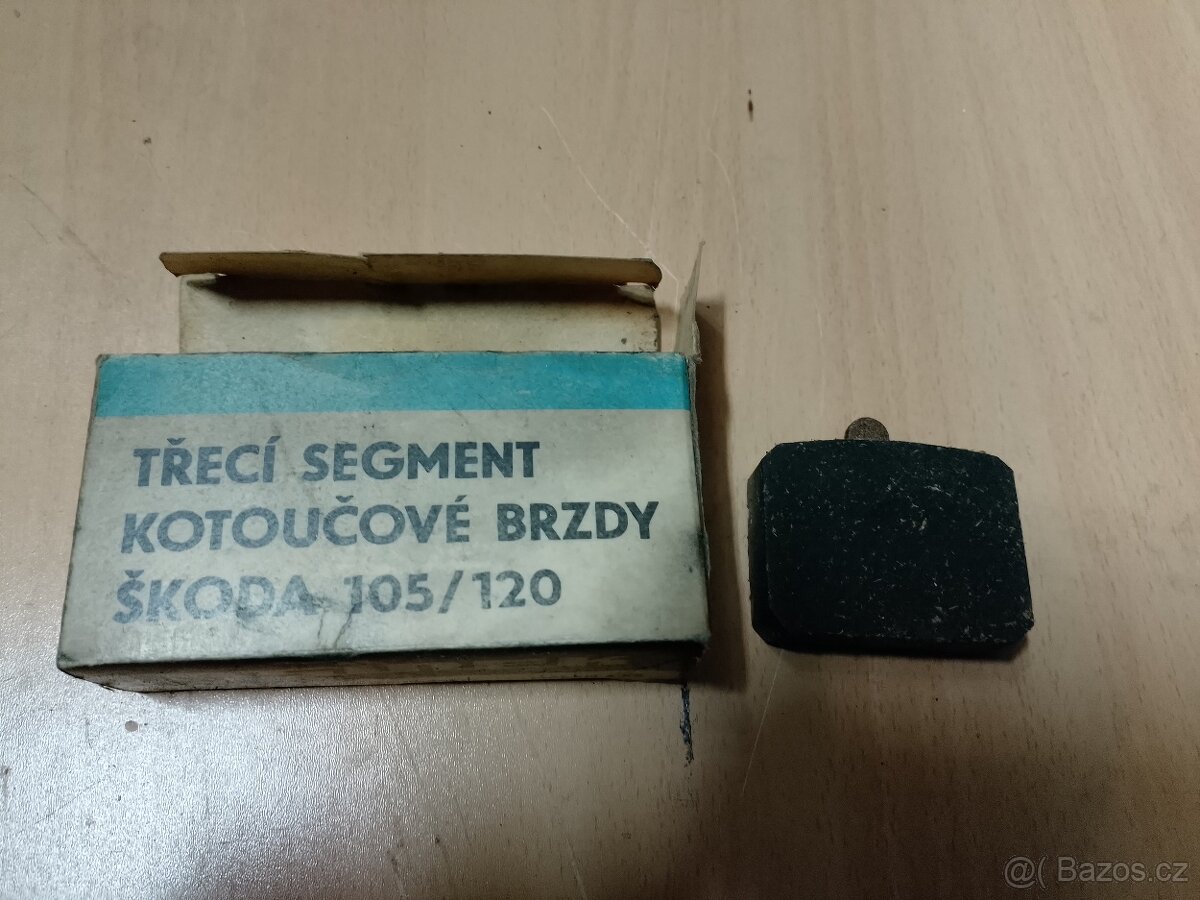 TŘECÍ SEGMENT
KOTOUČOVÉ BRZDY
ŠKODA 105/120
@( Bazos.cz